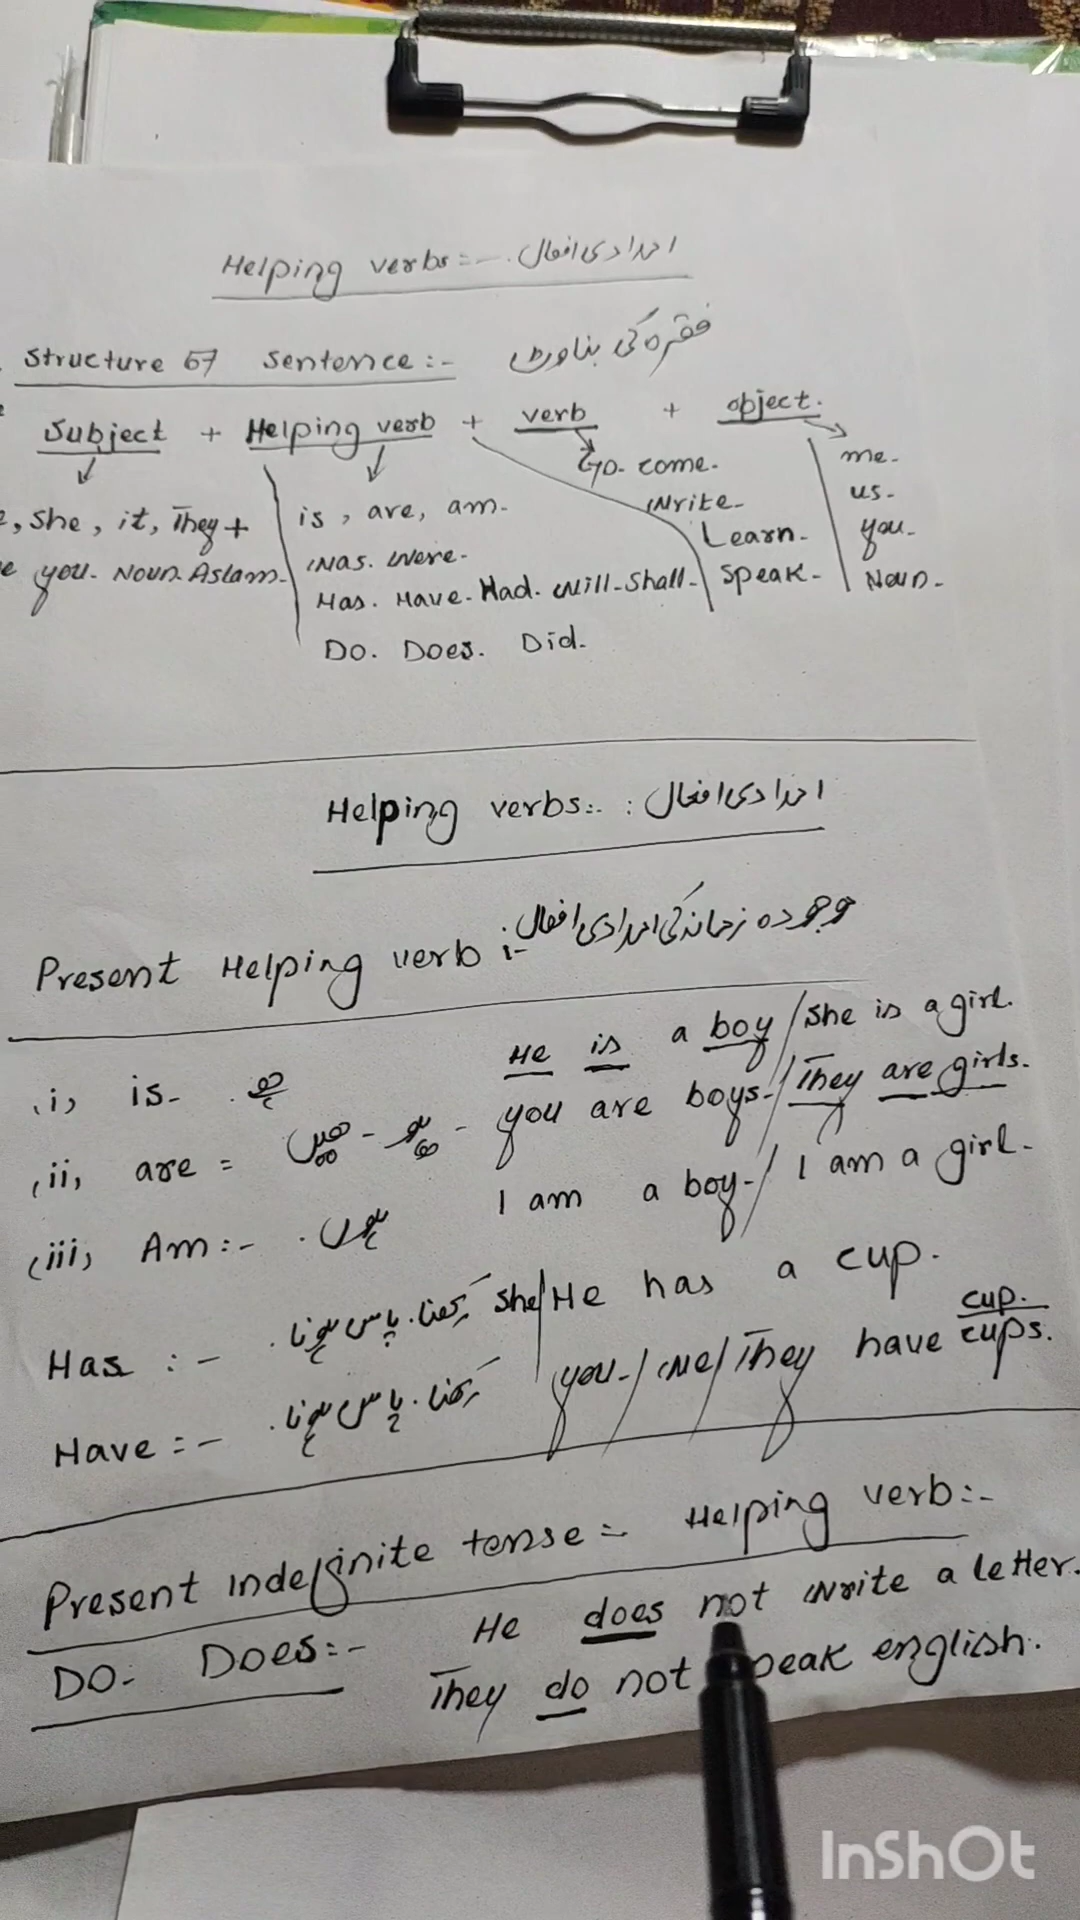 Helping verbs:- امدادی افعال
Structure of Sentence:- فقره کی بناوٹ
Subject + Helping verb + verb + object.
Go. come. me.
she, it, They + is, are, am. Write. us.
you. Noun. Aslam. Was. Were. Learn. you.
Has. Have. Had. Will. Shall. Speak. Noun.
Do. Does. Did.
Helping verbs:- امدادی افعال
Present Helping verb:- موجودہ زمانہ کی امدادی افعال
(i) is- ہے He is a boy / She is a girl.
(ii) are = ہیں - ہو - you are boys- / They are girls.
(iii) Am:- ہوں I am a boy- / I am a girl.
Has :- رکھنا. پاس ہونا. She/He has a cup.
Have :- رکھنا. پاس ہونا. you-/We/They have cup. cups.
Present indefinite tense = Helping verb:-
DO- Does:- He does not write a letter.
They do not peak english.
InShOt